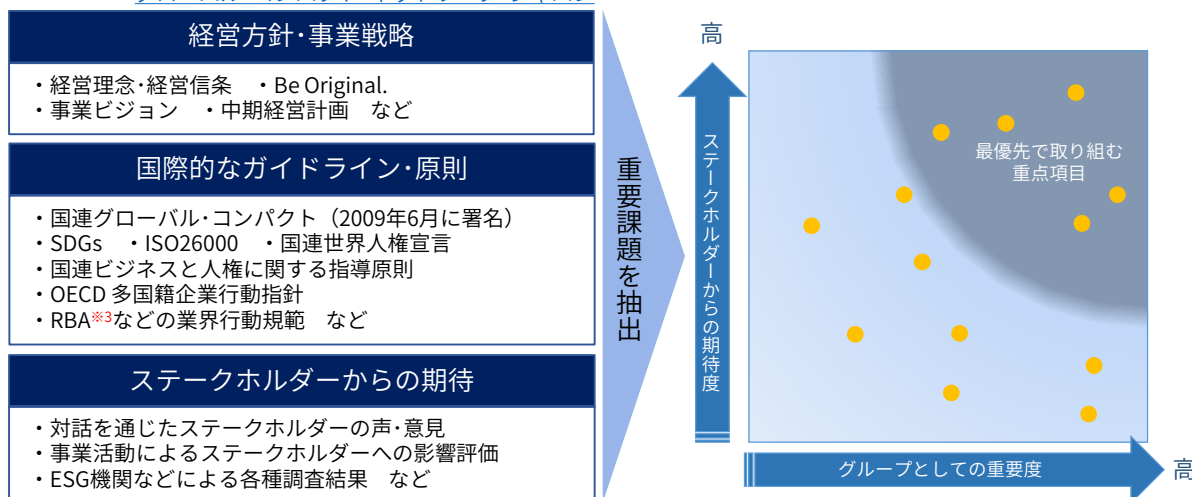 経営方針･事業戦略
・経営理念･経営信条　・Be Original.
・事業ビジョン　・中期経営計画　など
国際的なガイドライン･原則
・国連グローバル･コンパクト（2009年6月に署名）
・SDGs　・ISO26000　・国連世界人権宣言
・国連ビジネスと人権に関する指導原則
・OECD 多国籍企業行動指針
・RBA※3などの業界行動規範　など
ステークホルダーからの期待
・対話を通じたステークホルダーの声･意見
・事業活動によるステークホルダーへの影響評価
・ESG機関などによる各種調査結果　など
重要課題を抽出
高
ステークホルダーからの期待度
最優先で取り組む
重点項目
グループとしての重要度
高